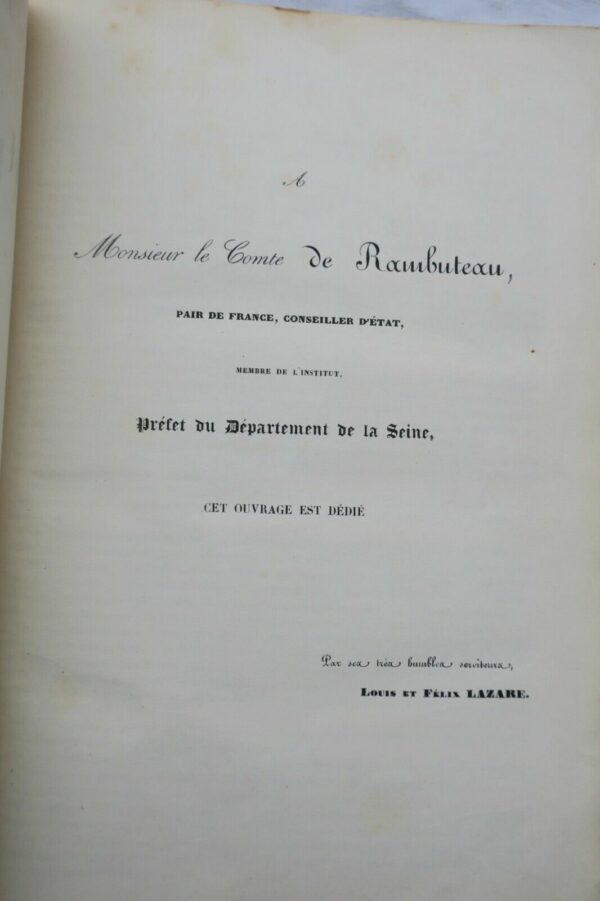 A
Monsieur le Comte de Rambuteau,
PAIR DE FRANCE, CONSEILLER D'ÉTAT,
MEMBRE DE L'INSTITUT,
Préfet du Département de la Seine,
CET OUVRAGE EST DÉDIÉ
Par ses très humbles serviteurs,
LOUIS ET FÉLIX LAZARE.